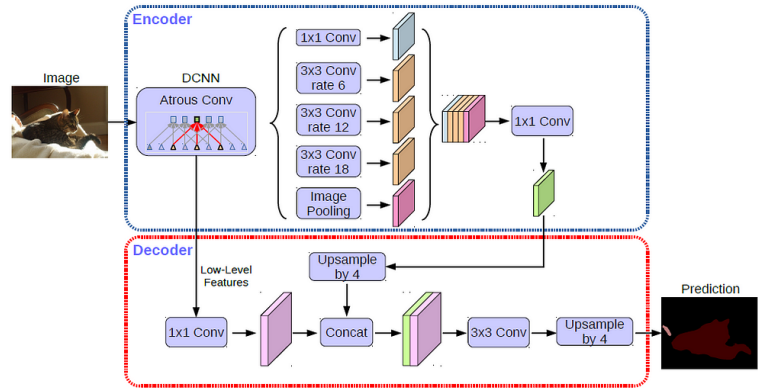 Encoder
Image
DCNN
Atrous Conv
1x1 Conv
3x3 Conv
rate 6
3x3 Conv
rate 12
3x3 Conv
rate 18
Image
Pooling
1x1 Conv
Decoder
Low-Level
Features
Upsample
by 4
1x1 Conv
Concat
3x3 Conv
Upsample
by 4
Prediction